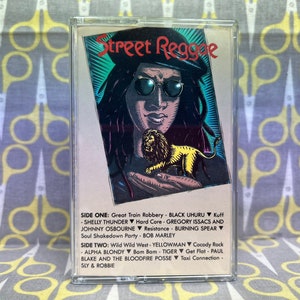 Street Reggae
SIDE ONE: Great Train Robbery - BLACK UHURU ▼ Kuff
- SHELLY THUNDER ▼ Hard Core - GREGORY ISSACS AND
JOHNNY OSBOURNE ▼ Resistance - BURNING SPEAR ▼
Soul Shakedown Party - BOB MARLEY
SIDE TWO: Wild Wild West - YELLOWMAN ▼ Cocody Rock
- ALPHA BLONDY ▼ Bam Bam - TIGER ▼ Get Flat - PAUL
BLAKE AND THE BLOODFIRE POSSE ▼ Taxi Connection -
SLY & ROBBIE